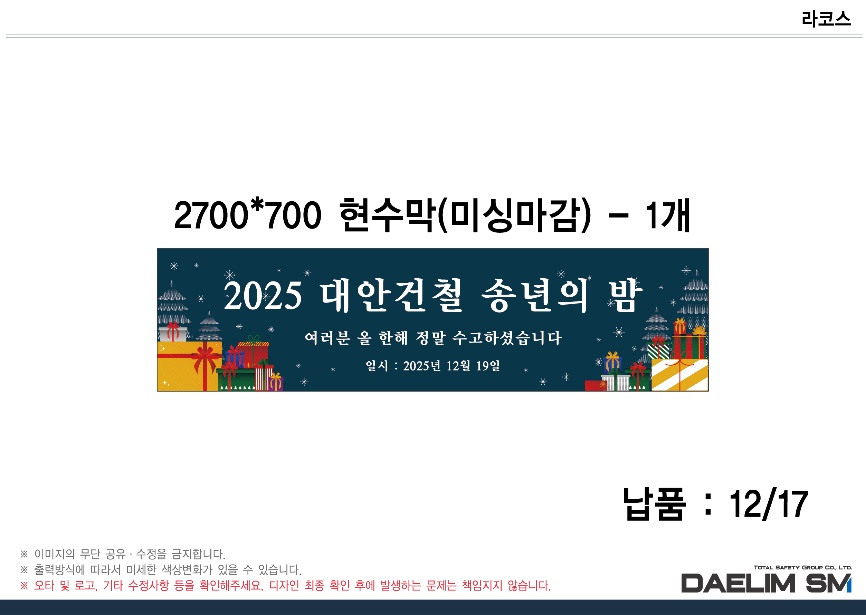 라코스
2700*700 현수막(미싱마감) - 1개
2025 대안건철 송년의 밤
여러분 올 한해 정말 수고하셨습니다
일시 : 2025년 12월 19일
납품 : 12/17
※ 이미지의 무단 공유·수정을 금지합니다.
※ 출력방식에 따라서 미세한 색상변화가 있을 수 있습니다.
※ 오타 및 로고, 기타 수정사항 등을 확인해주세요. 디자인 최종 확인 후에 발생하는 문제는 책임지지 않습니다.
TOTAL SAFETY GROUP CO., LTD.
DAELIM SM